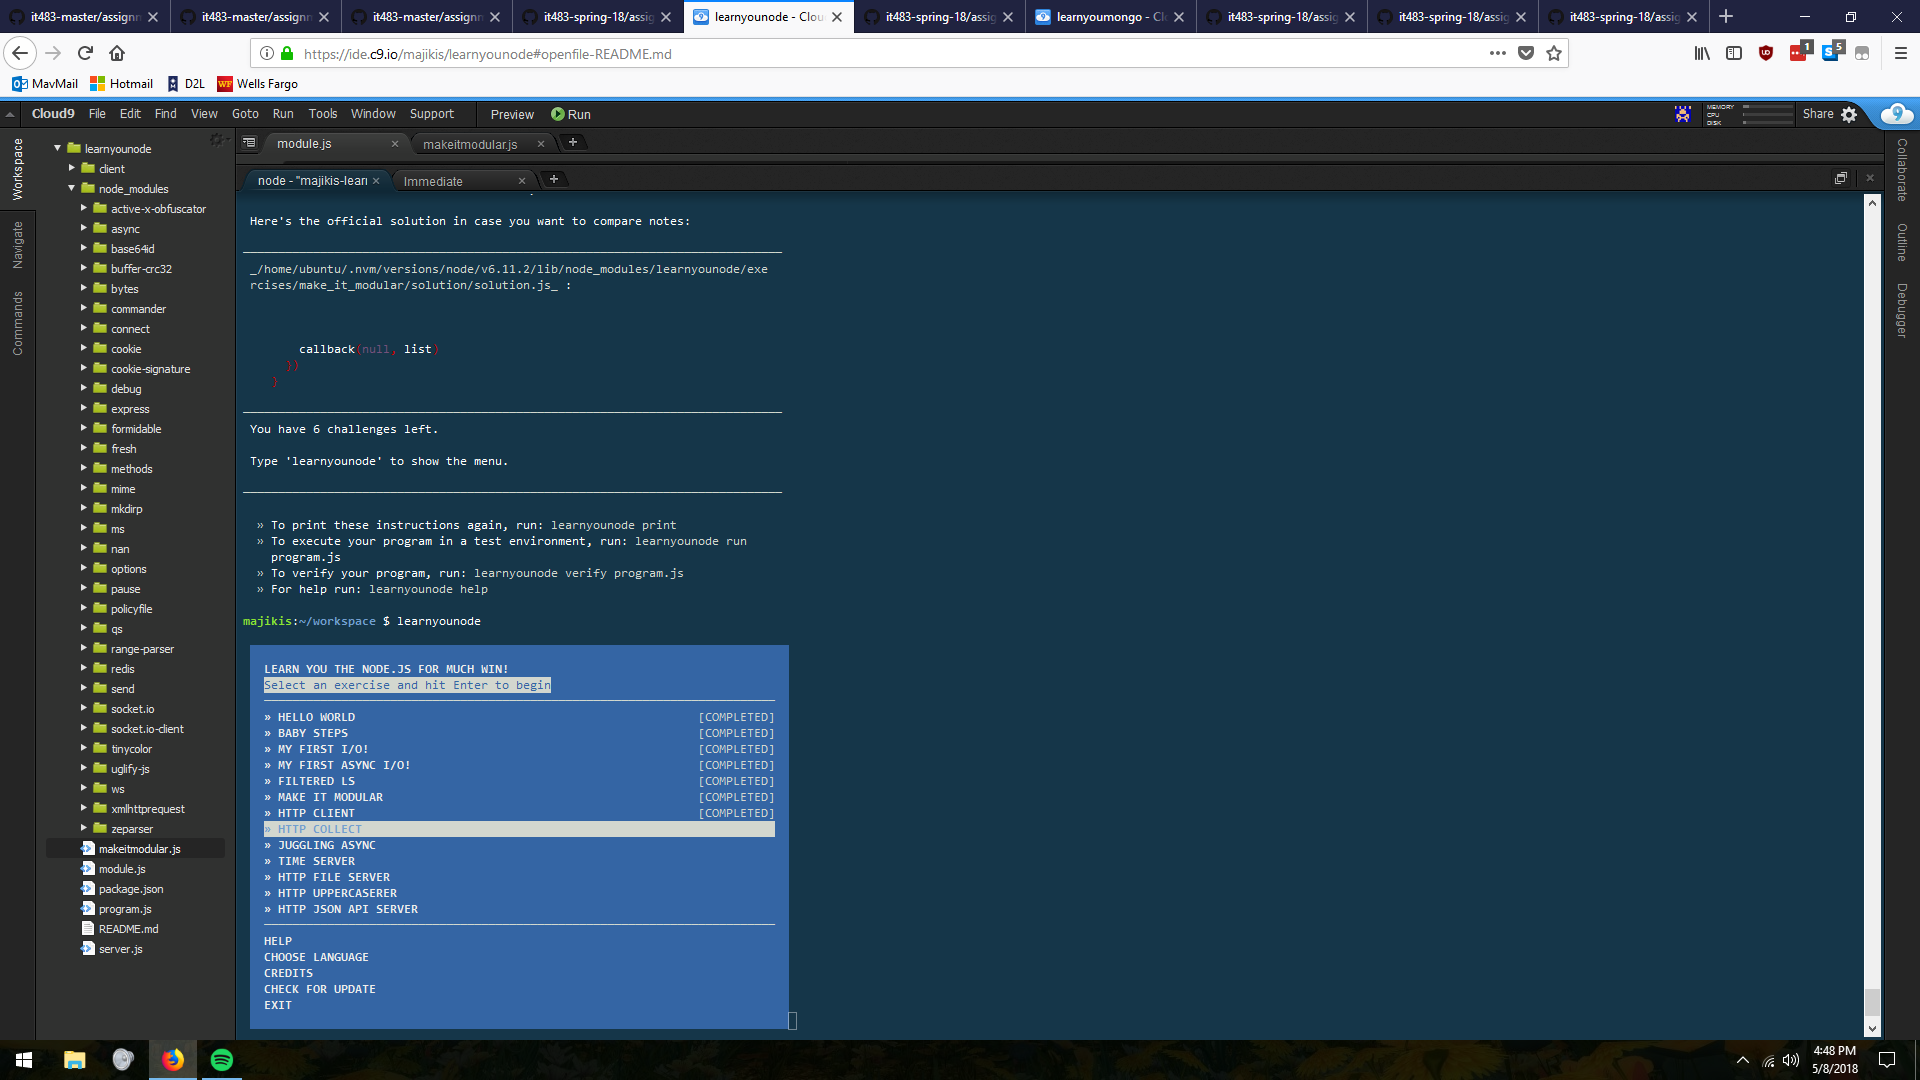 it483-master/assignm
it483-master/assignm
it483-master/assignm
it483-spring-18/assig
learnyounode - Clou
it483-spring-18/assig
learnyoumongo - Cl
it483-spring-18/assig
it483-spring-18/assig
it483-spring-18/assig
https://ide.c9.io/majikis/learnyounode#openfile-README.md
1
5
MavMail
Hotmail
D2L
WF Wells Fargo
Cloud9 File Edit Find View Goto Run Tools Window Support Preview Run
MEMORY
CPU
DISK
Share
Workspace
Navigate
Commands
learnyounode
client
node_modules
active-x-obfuscator
async
base64id
buffer-crc32
bytes
commander
connect
cookie
cookie-signature
debug
express
formidable
fresh
methods
mime
mkdirp
ms
nan
options
pause
policyfile
qs
range-parser
redis
send
socket.io
socket.io-client
tinycolor
uglify-js
ws
xmlhttprequest
zeparser
makeitmodular.js
module.js
package.json
program.js
README.md
server.js
module.js
makeitmodular.js
node - "majikis-learn
Immediate
Here's the official solution in case you want to compare notes:
_/home/ubuntu/.nvm/versions/node/v6.11.2/lib/node_modules/learnyounode/exe
rcises/make_it_modular/solution/solution.js_ :
callback(null, list)
})
}
You have 6 challenges left.
Type 'learnyounode' to show the menu.
» To print these instructions again, run: learnyounode print
» To execute your program in a test environment, run: learnyounode run
program.js
» To verify your program, run: learnyounode verify program.js
» For help run: learnyounode help
majikis:~/workspace $ learnyounode
LEARN YOU THE NODE.JS FOR MUCH WIN!
Select an exercise and hit Enter to begin
» HELLO WORLD [COMPLETED]
» BABY STEPS [COMPLETED]
» MY FIRST I/O! [COMPLETED]
» MY FIRST ASYNC I/O! [COMPLETED]
» FILTERED LS [COMPLETED]
» MAKE IT MODULAR [COMPLETED]
» HTTP CLIENT [COMPLETED]
» HTTP COLLECT
» JUGGLING ASYNC
» TIME SERVER
» HTTP FILE SERVER
» HTTP UPPERCASERER
» HTTP JSON API SERVER
HELP
CHOOSE LANGUAGE
CREDITS
CHECK FOR UPDATE
EXIT
Collaborate
Outline
Debugger
4:48 PM
5/8/2018